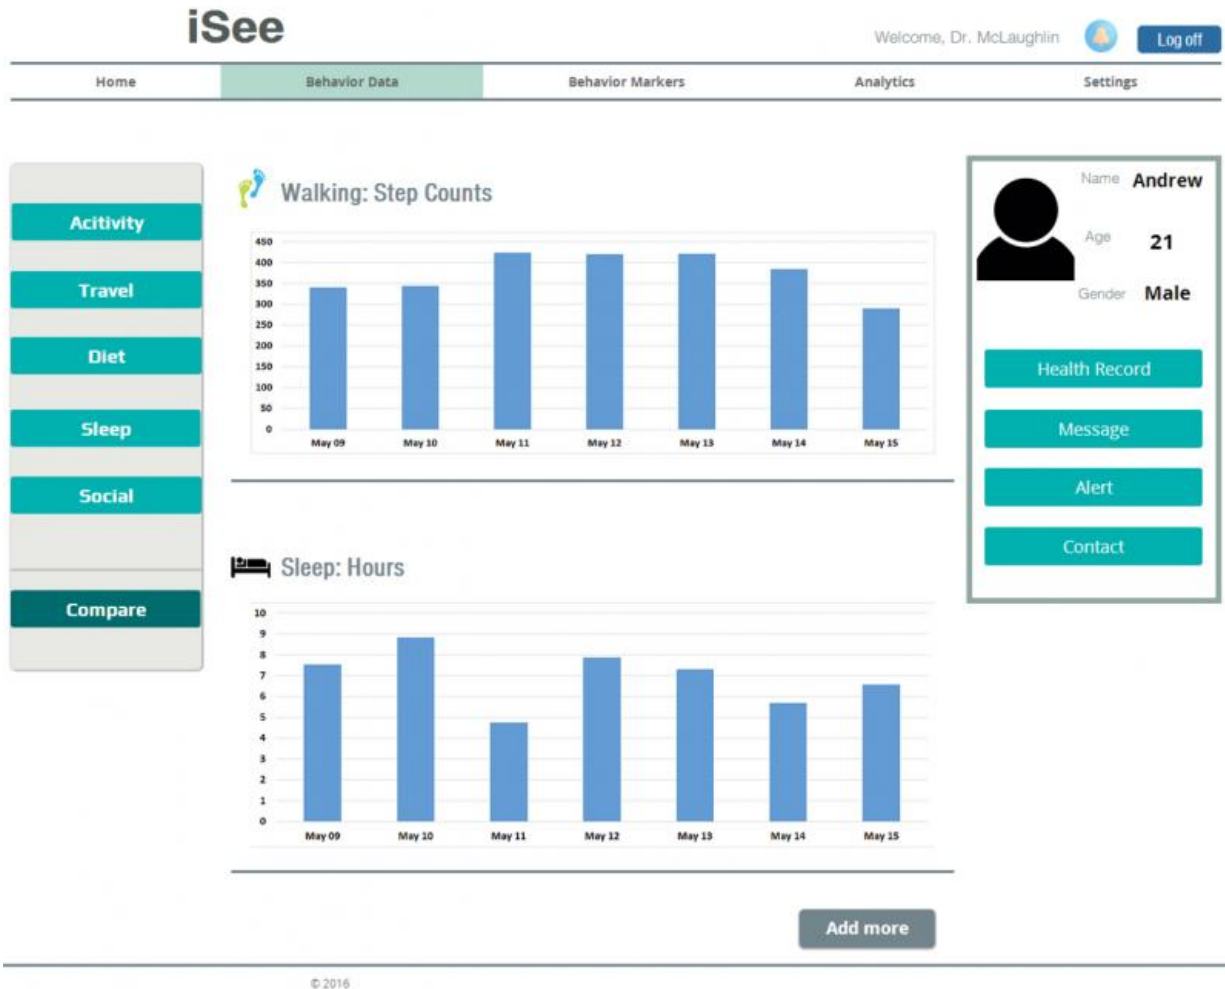 iSee
Welcome, Dr. McLaughlin
Log off
Home Behavior Data Behavior Markers Analytics Settings
Acitivity
Travel
Diet
Sleep
Social
Compare
Walking: Step Counts
450
400
350
300
250
200
150
100
50
0
May 09 May 10 May 11 May 12 May 13 May 14 May 15
Sleep: Hours
10
9
8
7
6
5
4
3
2
1
0
May 09 May 10 May 11 May 12 May 13 May 14 May 15
Add more
Name Andrew
Age 21
Gender Male
Health Record
Message
Alert
Contact
© 2016